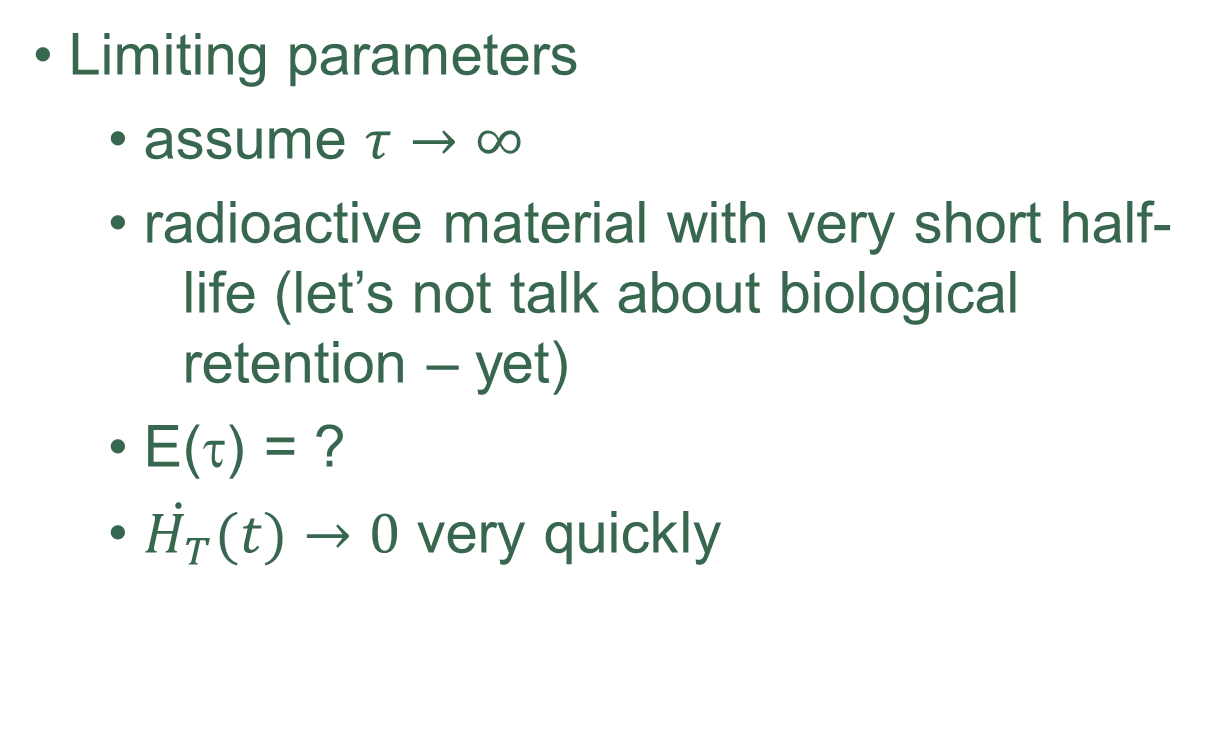 • Limiting parameters
• assume 𝜏 → ∞
• radioactive material with very short half-
life (let’s not talk about biological
retention – yet)
• E(τ) = ?
• 𝐻̇_𝑇(𝑡) → 0 very quickly